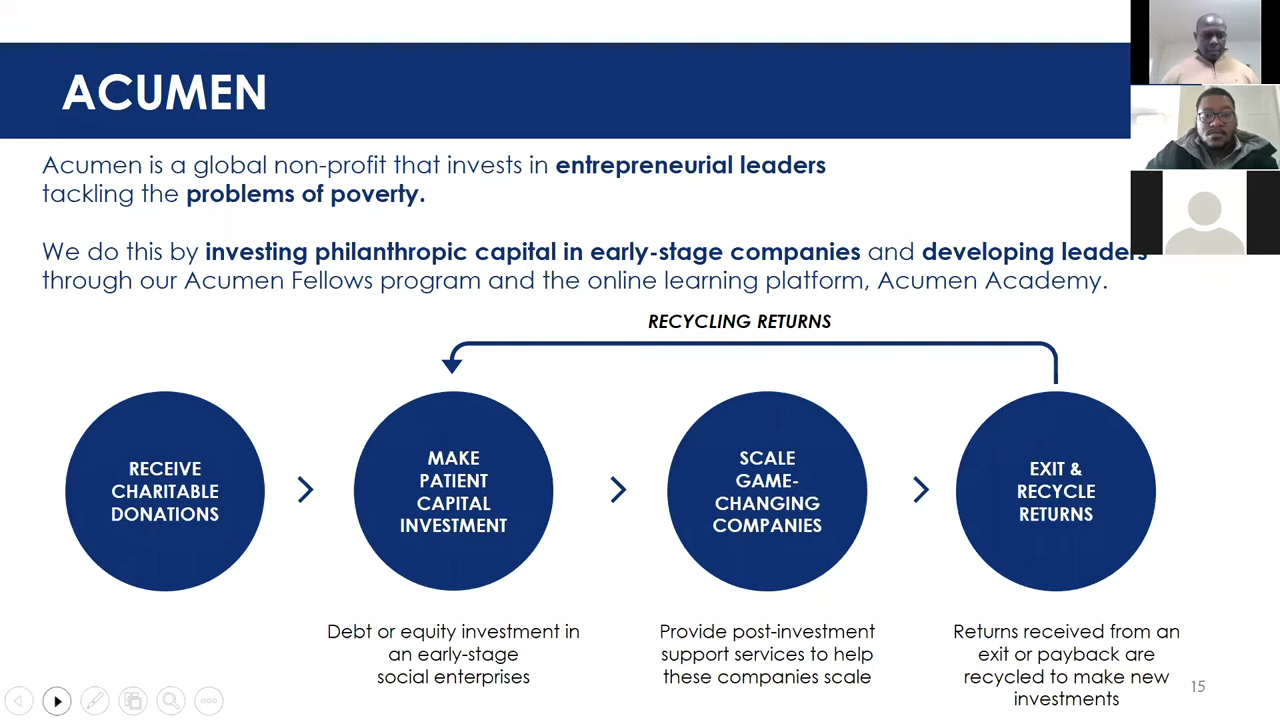 ACUMEN
Acumen is a global non-profit that invests in entrepreneurial leaders
tackling the problems of poverty.
We do this by investing philanthropic capital in early-stage companies and developing leaders
through our Acumen Fellows program and the online learning platform, Acumen Academy.
RECYCLING RETURNS
RECEIVE
CHARITABLE
DONATIONS
MAKE
PATIENT
CAPITAL
INVESTMENT
SCALE
GAME-
CHANGING
COMPANIES
EXIT &
RECYCLE
RETURNS
Debt or equity investment in
an early-stage
social enterprises
Provide post-investment
support services to help
these companies scale
Returns received from an
exit or payback are
recycled to make new
investments
15